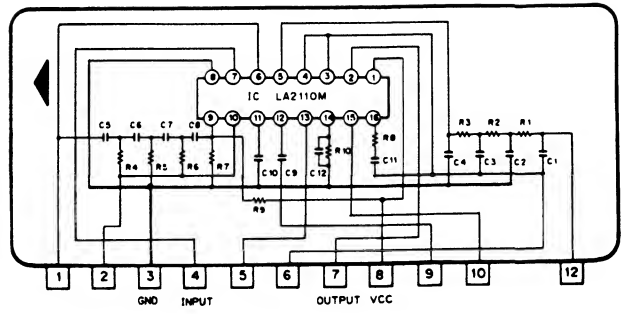 8 7 6 5 4 3 2 1
IC LA2110M
9 10 11 12 13 14 15 16
C5 C6 C7 C8
R3 R2 R1
R8
R10
R4 R5 R6 R7
C10 C9 C12 C11
C4 C3 C2 C1
R9
1 2 3 4 5 6 7 8 9 10 12
GND INPUT OUTPUT VCC